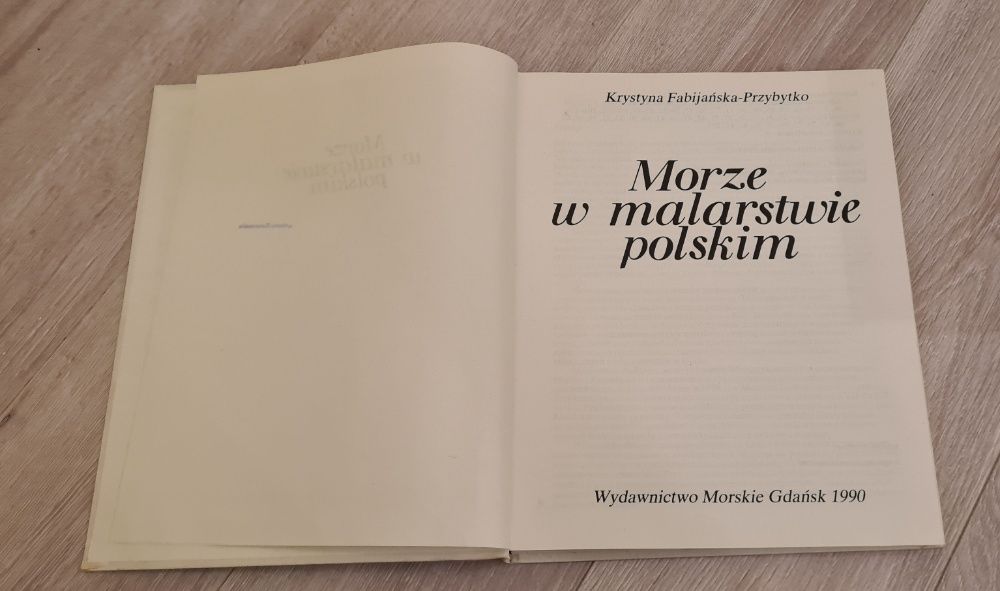 Krystyna Fabijańska-Przybytko
Morze
w malarstwie
polskim
Wydawnictwo Morskie Gdańsk 1990